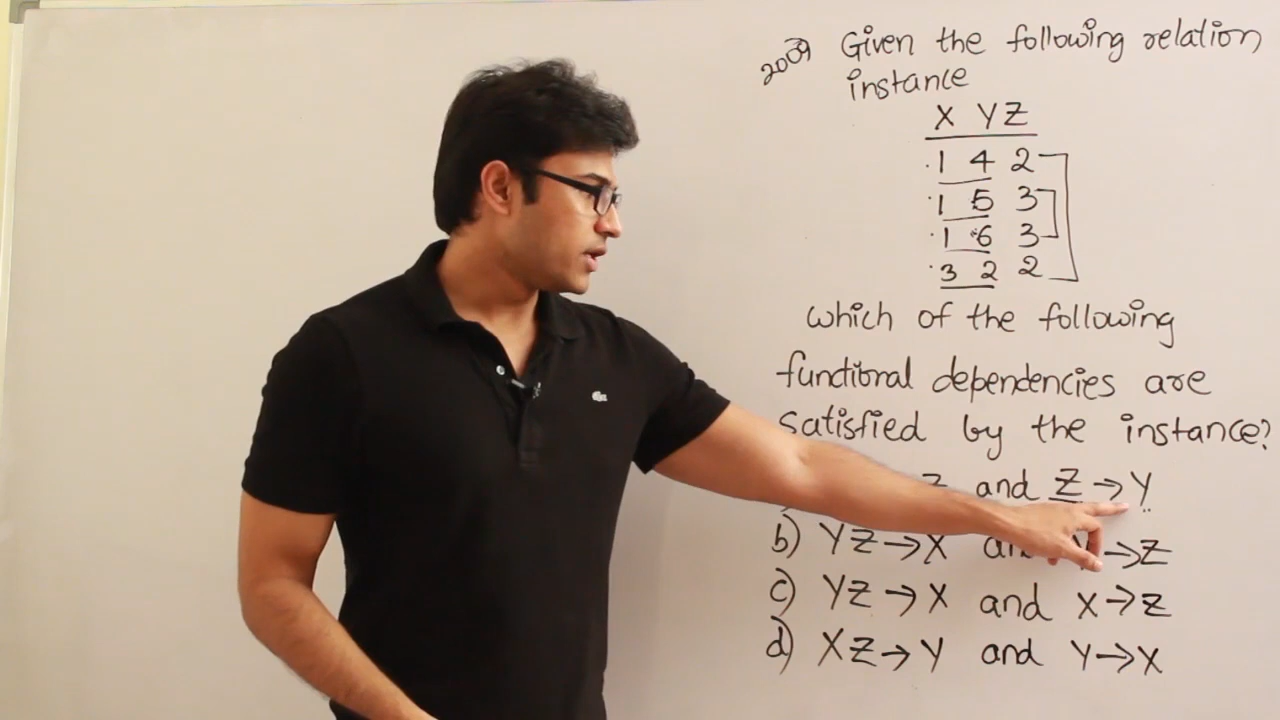 2009 Given the following relation
instance
X Y Z
1 4 2
1 5 3
1 6 3
3 2 2
which of the following
functional dependencies are
satisfied by the instance?
and Z → Y
b) YZ → X → Z
c) YZ → X and X → Z
d) XZ → Y and Y → X